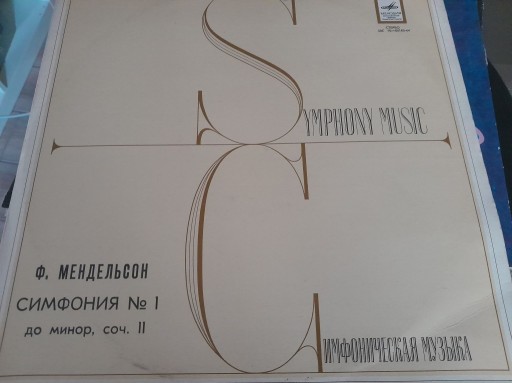 SYMPHONY MUSIC
Ф. МЕНДЕЛЬСОН
СИМФОНИЯ № 1
до минор, соч. 11
СИМФОНИЧЕСКАЯ МУЗЫКА